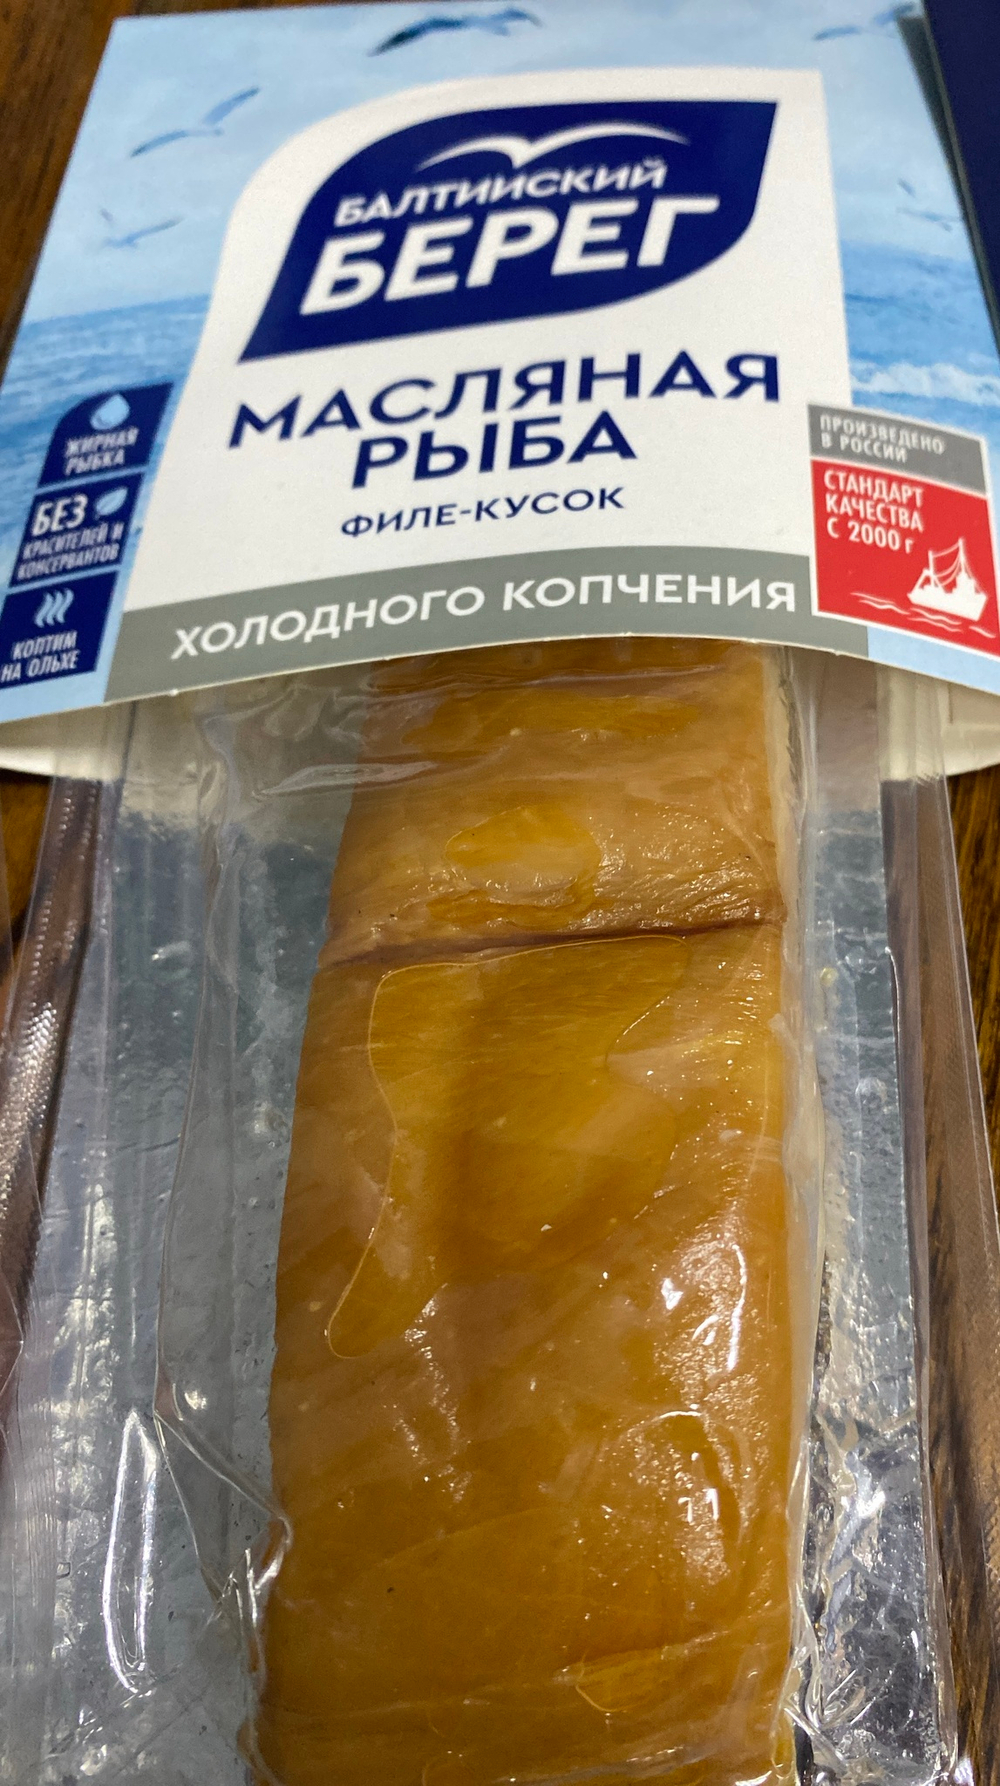 БАЛТИЙСКИЙ
БЕРЕГ
МАСЛЯНАЯ
РЫБА
ФИЛЕ-КУСОК
ХОЛОДНОГО КОПЧЕНИЯ
ЖИРНАЯ
РЫБКА
БЕЗ
КРАСИТЕЛЕЙ И
КОНСЕРВАНТОВ
КОПТИМ
НА ОЛЬХЕ
ПРОИЗВЕДЕНО
В РОССИИ
СТАНДАРТ
КАЧЕСТВА
С 2000 г